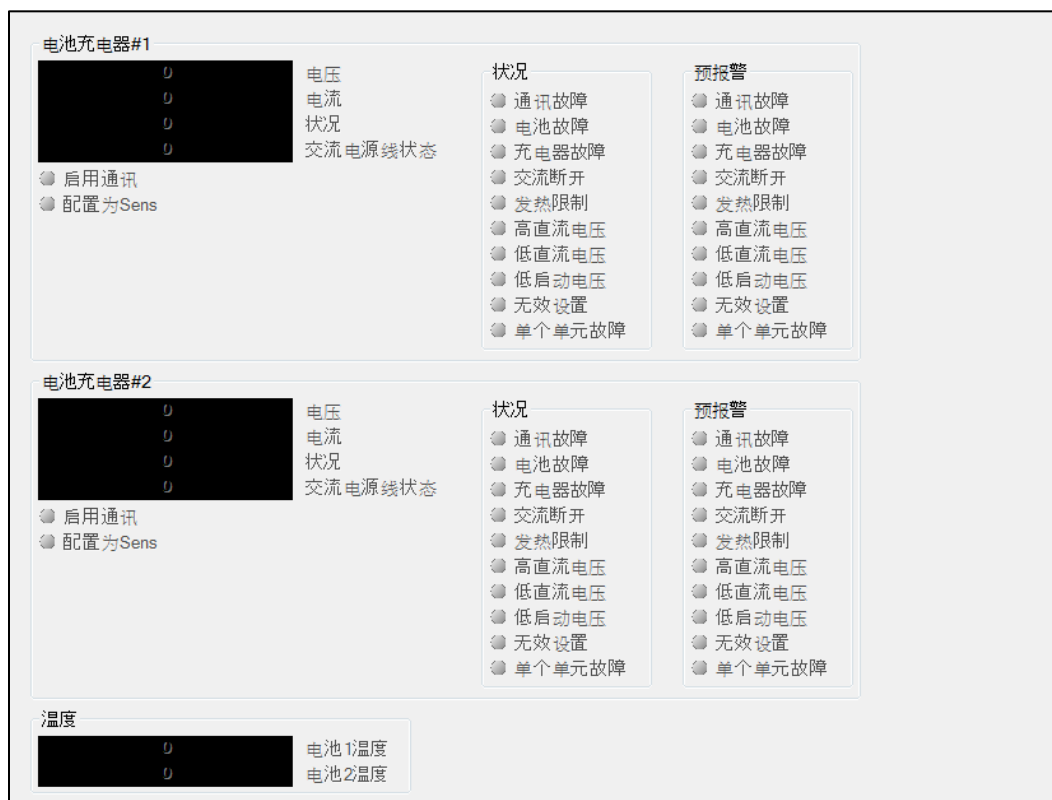 电池充电器#1
0 电压
0 电流
0 状况
0 交流电源线状态
启用通讯
配置为Sens
状况
通讯故障
电池故障
充电器故障
交流断开
发热限制
高直流电压
低直流电压
低启动电压
无效设置
单个单元故障
预报警
通讯故障
电池故障
充电器故障
交流断开
发热限制
高直流电压
低直流电压
低启动电压
无效设置
单个单元故障
电池充电器#2
0 电压
0 电流
0 状况
0 交流电源线状态
启用通讯
配置为Sens
状况
通讯故障
电池故障
充电器故障
交流断开
发热限制
高直流电压
低直流电压
低启动电压
无效设置
单个单元故障
预报警
通讯故障
电池故障
充电器故障
交流断开
发热限制
高直流电压
低直流电压
低启动电压
无效设置
单个单元故障
温度
0 电池1温度
0 电池2温度